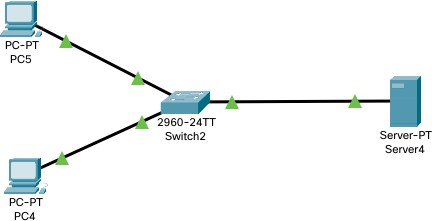 PC-PT
PC5
2960-24TT
Switch2
Server-PT
Server4
PC-PT
PC4